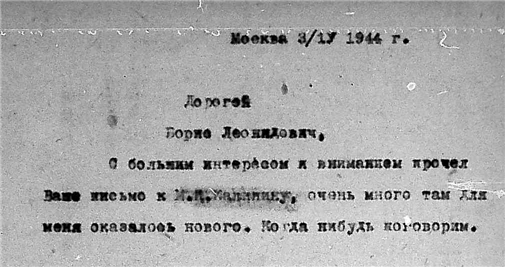 Москва 3/1У 1944 г.
Дорогой
Борис Леонидович,
С большим интересом и вниманием прочел
Ваше письмо к М.И.Калинину, очень много там для
меня оказалось нового. Когда нибудь поговорим.